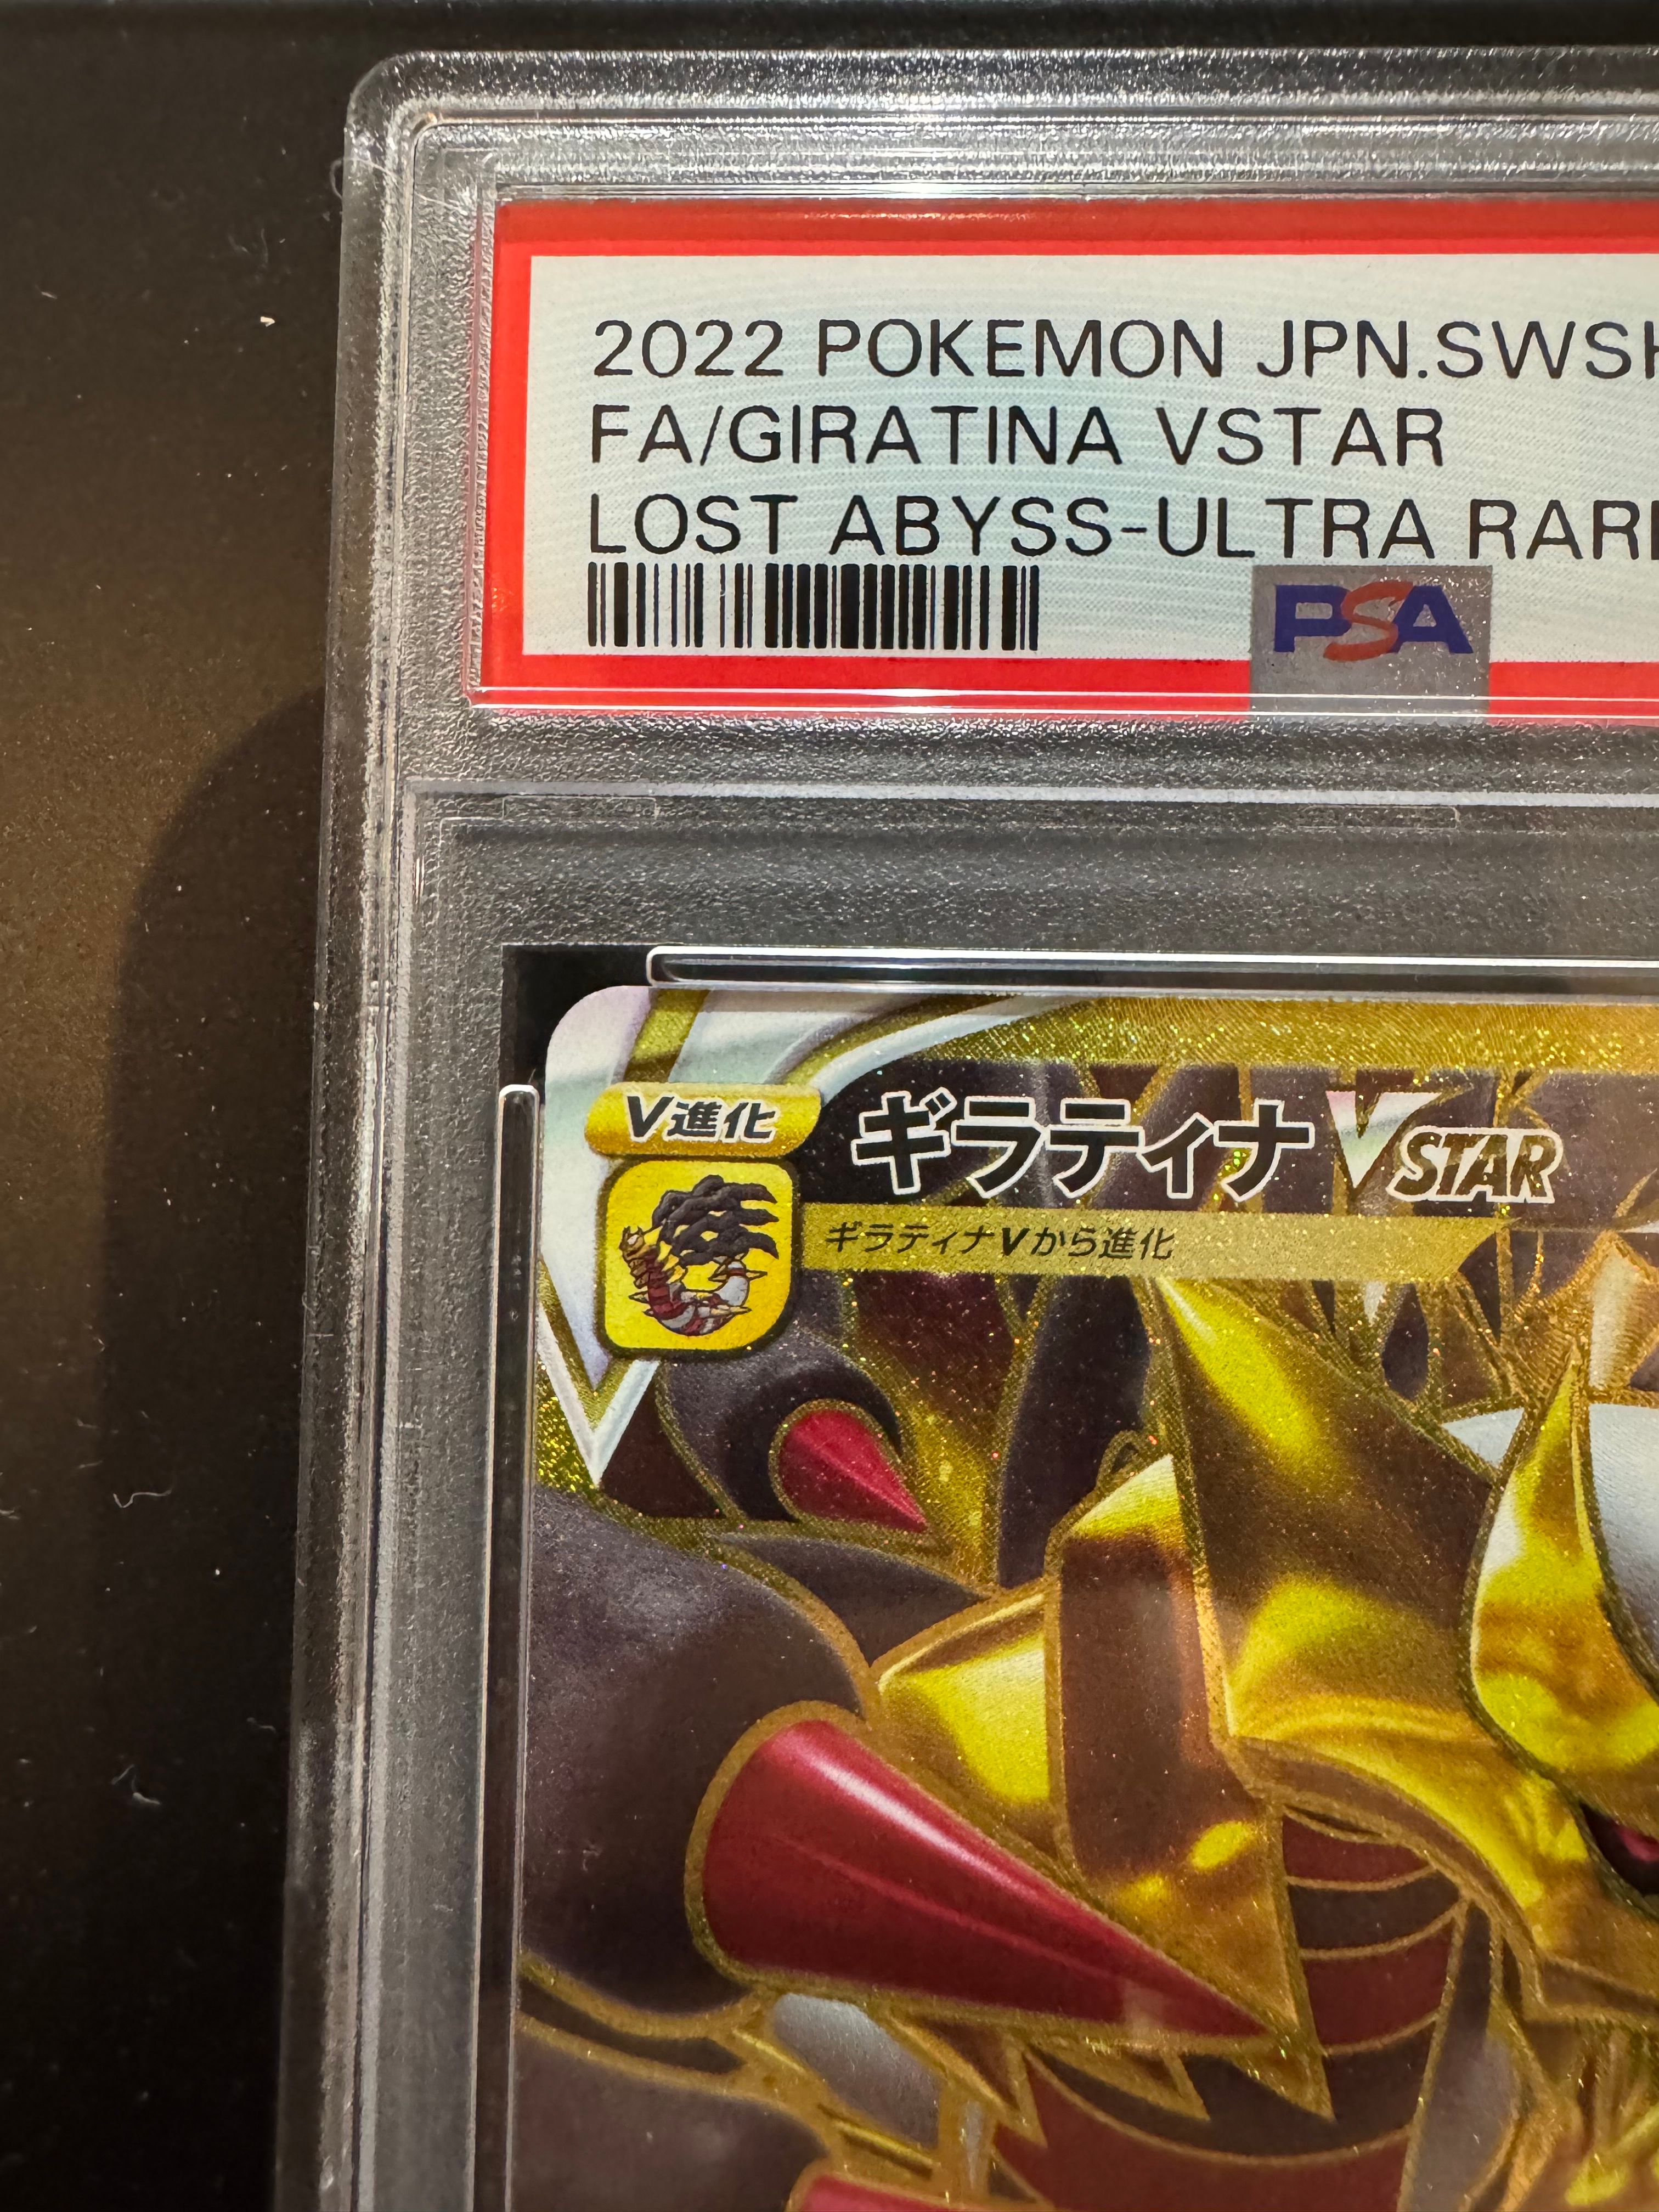 2022 POKEMON JPN.SWSH
FA/GIRATINA VSTAR
LOST ABYSS-ULTRA RARE
PSA
V進化
ギラティナVSTAR
ギラティナVから進化